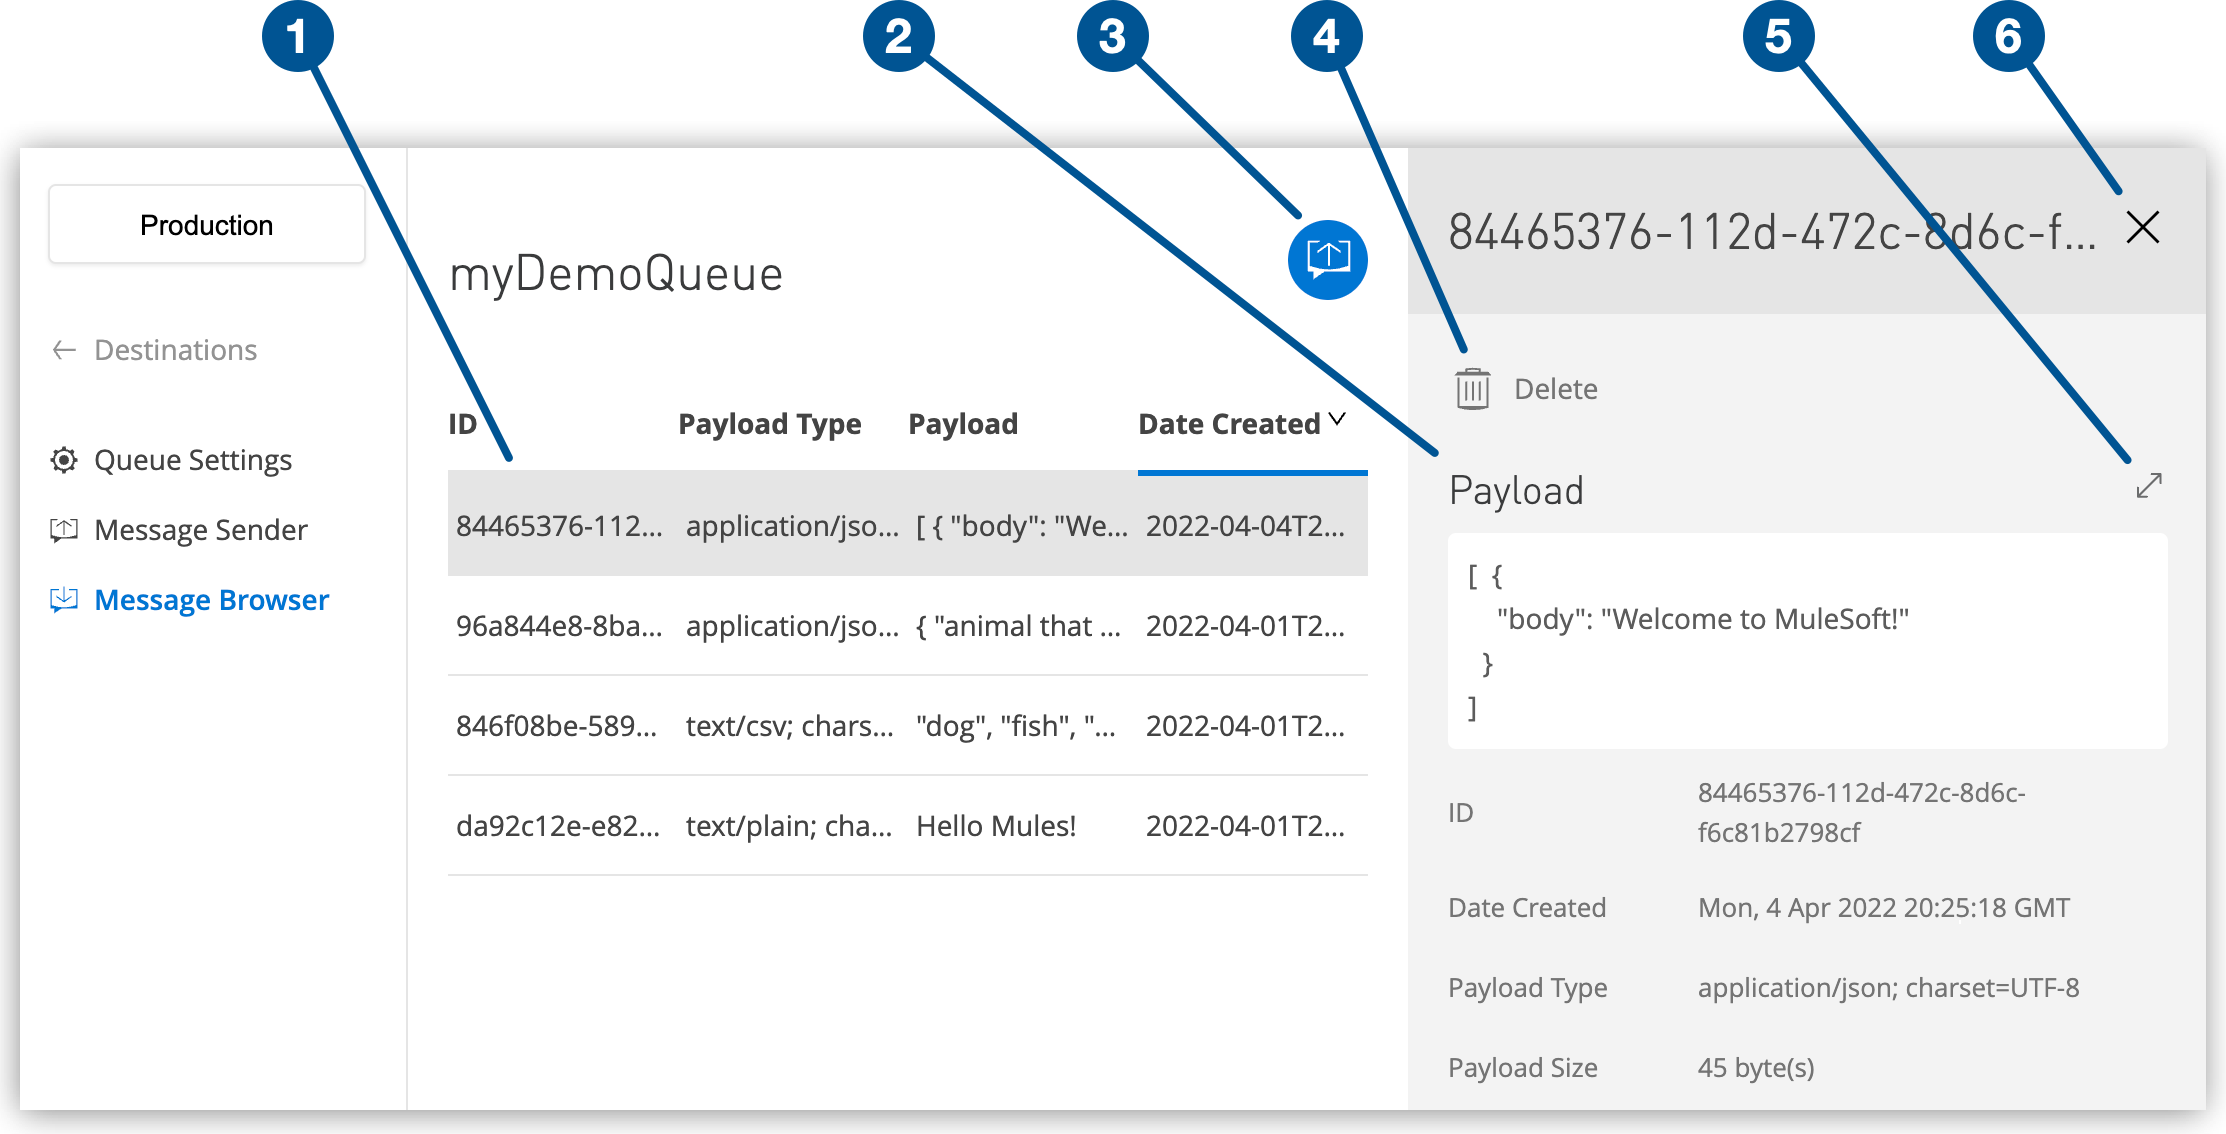 1 2 3 4 5 6
Production
← Destinations
Queue Settings
Message Sender
Message Browser
myDemoQueue
ID Payload Type Payload Date Created
84465376-112... application/jso... [ { "body": "We... 2022-04-04T2...
96a844e8-8ba... application/jso... { "animal that ... 2022-04-01T2...
846f08be-589... text/csv; chars... "dog", "fish", "... 2022-04-01T2...
da92c12e-e82... text/plain; cha... Hello Mules! 2022-04-01T2...
84465376-112d-472c-8d6c-f...
Delete
Payload
[ {
"body": "Welcome to MuleSoft!"
}
]
ID 84465376-112d-472c-8d6c-
f6c81b2798cf
Date Created Mon, 4 Apr 2022 20:25:18 GMT
Payload Type application/json; charset=UTF-8
Payload Size 45 byte(s)